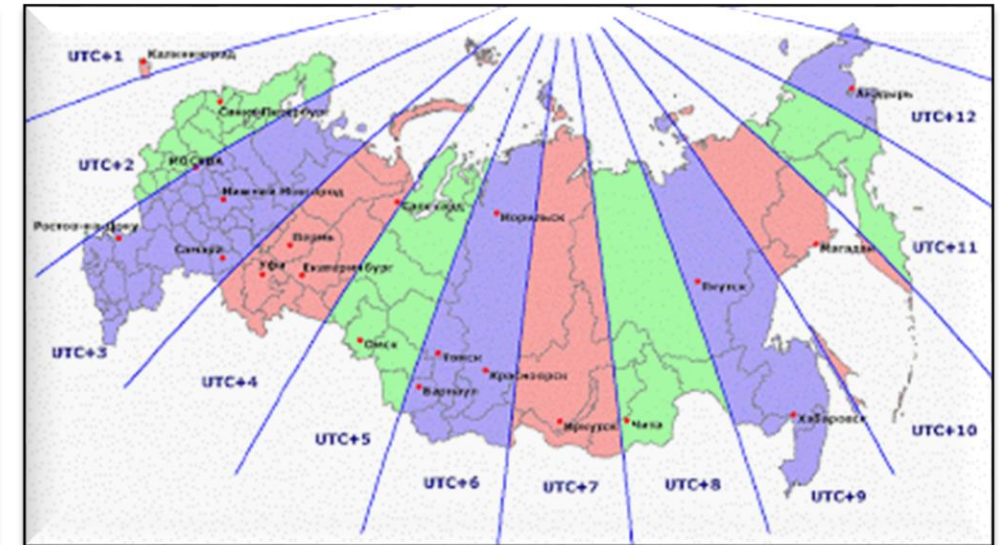 UTC+1
Калининград
Анадырь
Санкт-Петербург
UTC+12
UTC+2
МОСКВА
Нижний Новгород
Салехард
Норильск
Ростов-на-Дону
Пермь
Самара
Магадан
UTC+11
Уфа
Екатеринбург
Якутск
UTC+3
Омск
Томск
UTC+4
Красноярск
Барнаул
Хабаровск
Иркутск
Чита
UTC+10
UTC+5
UTC+6
UTC+7
UTC+8
UTC+9